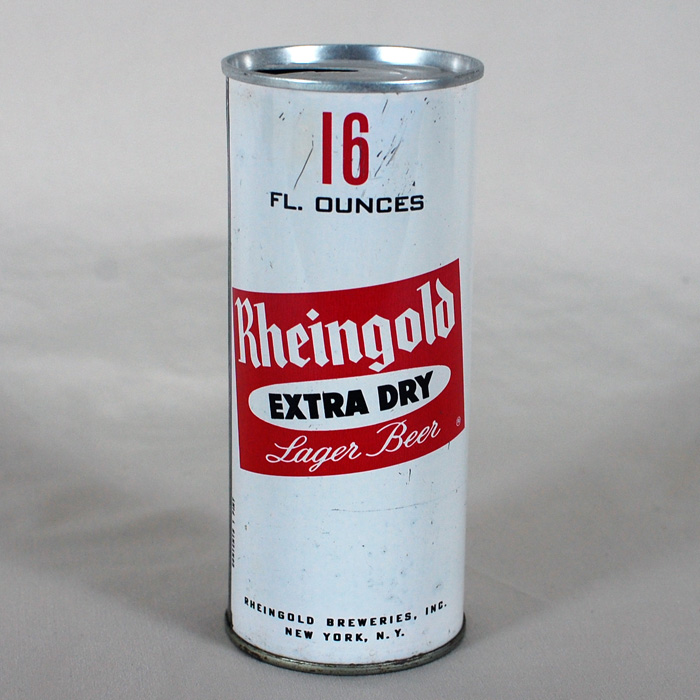 16
FL. OUNCES
Rheingold
EXTRA DRY
Lager Beer
®
RHEINGOLD BREWERIES, INC.
NEW YORK, N.Y.